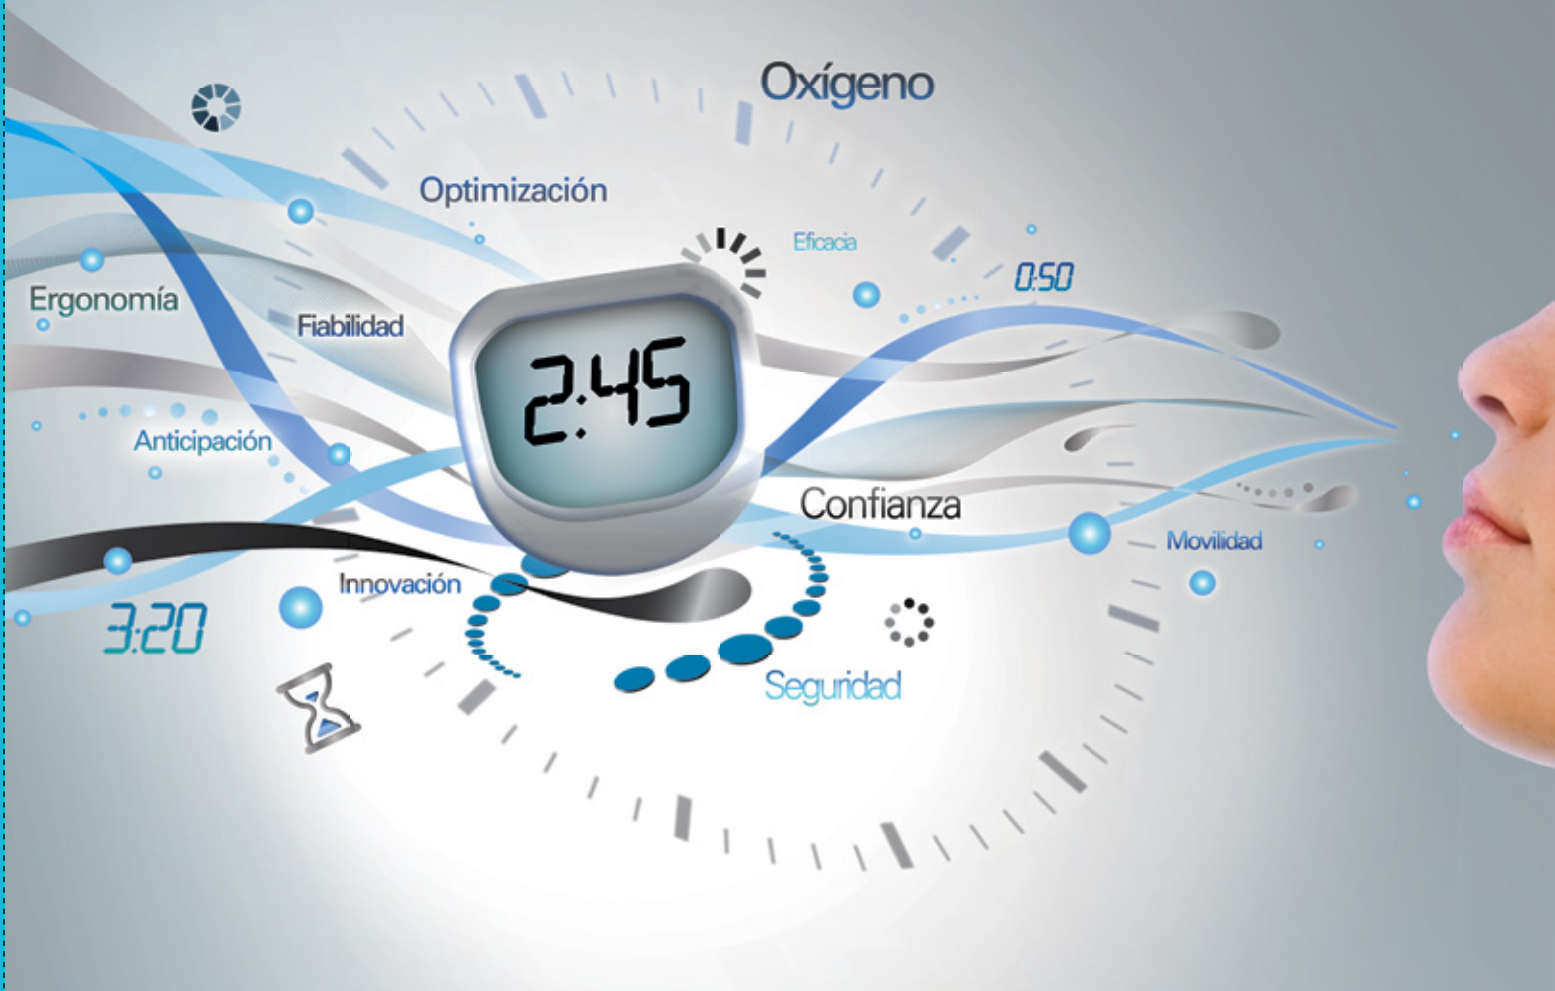 Oxígeno
Optimización
Eficacia
0:50
Ergonomía
Fiabilidad
2:45
Anticipación
Confianza
Movilidad
Innovación
3:20
Seguridad